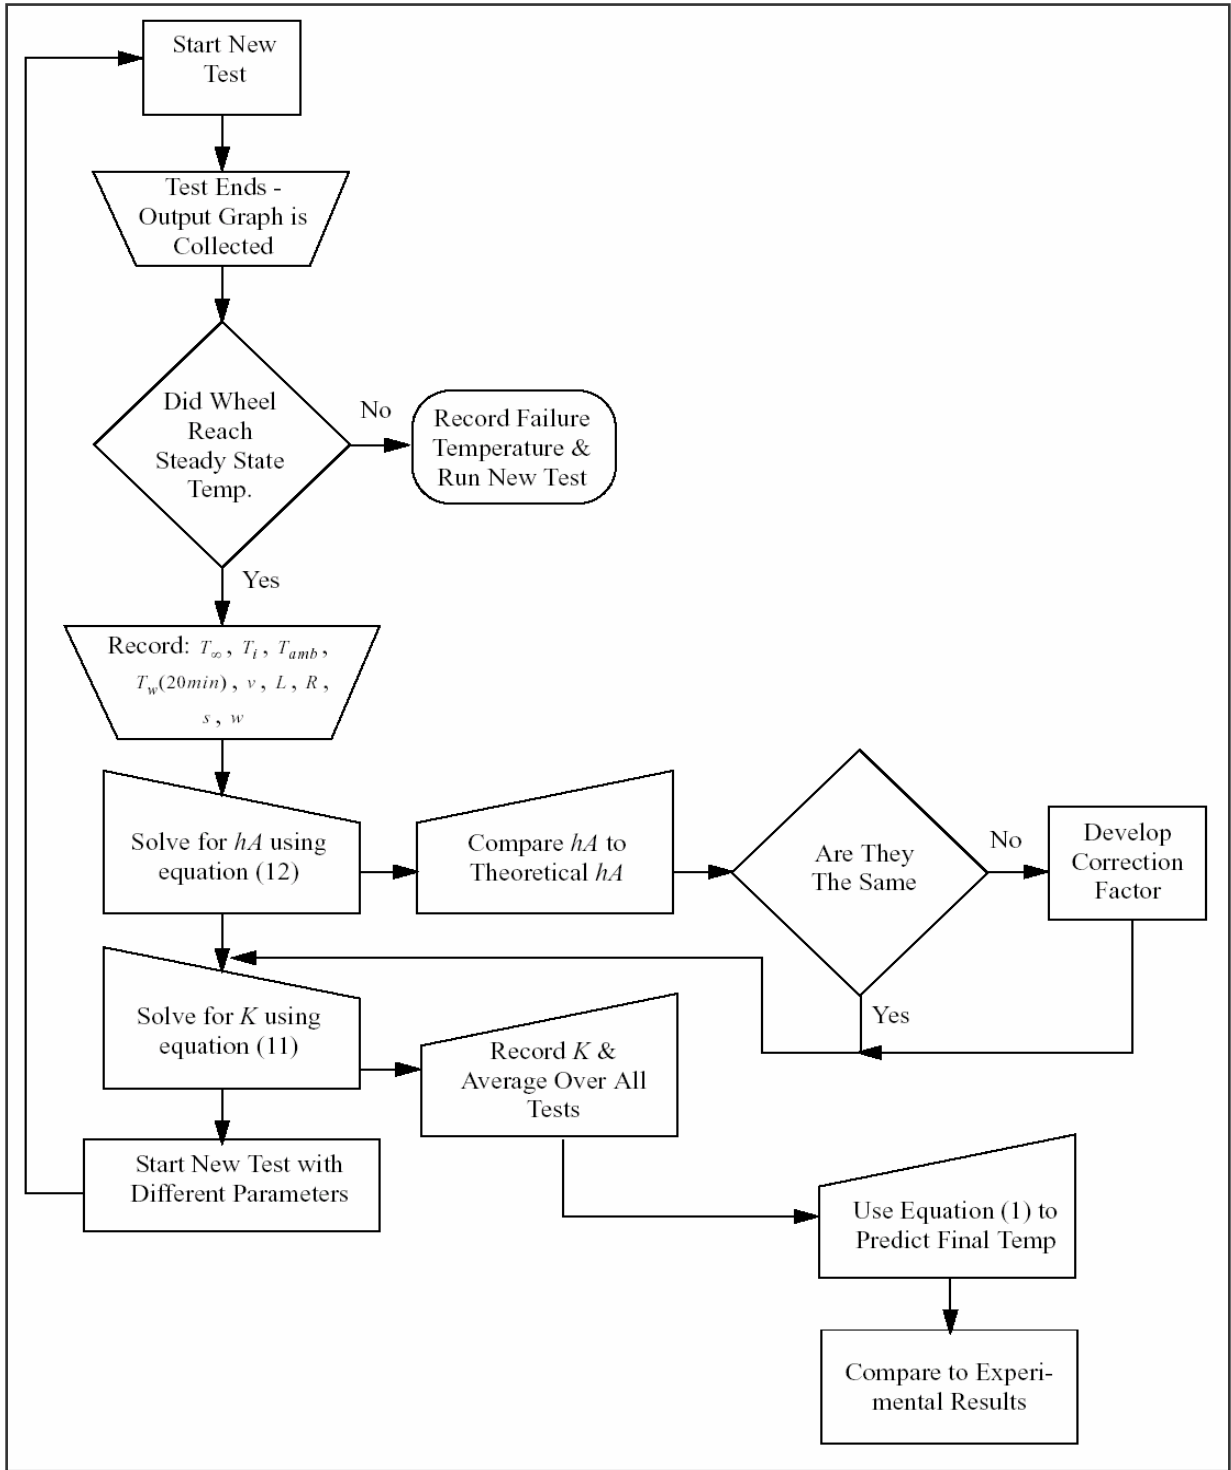 Start New
Test
Test Ends -
Output Graph is
Collected
Did Wheel
Reach
Steady State
Temp.
No
Record Failure
Temperature &
Run New Test
Yes
Record: T∞ , Ti , Tamb ,
Tw(20min) , v , L , R ,
s , w
Solve for hA using
equation (12)
Compare hA to
Theoretical hA
Are They
The Same
No
Develop
Correction
Factor
Yes
Solve for K using
equation (11)
Record K &
Average Over All
Tests
Start New Test with
Different Parameters
Use Equation (1) to
Predict Final Temp
Compare to Experi-
mental Results